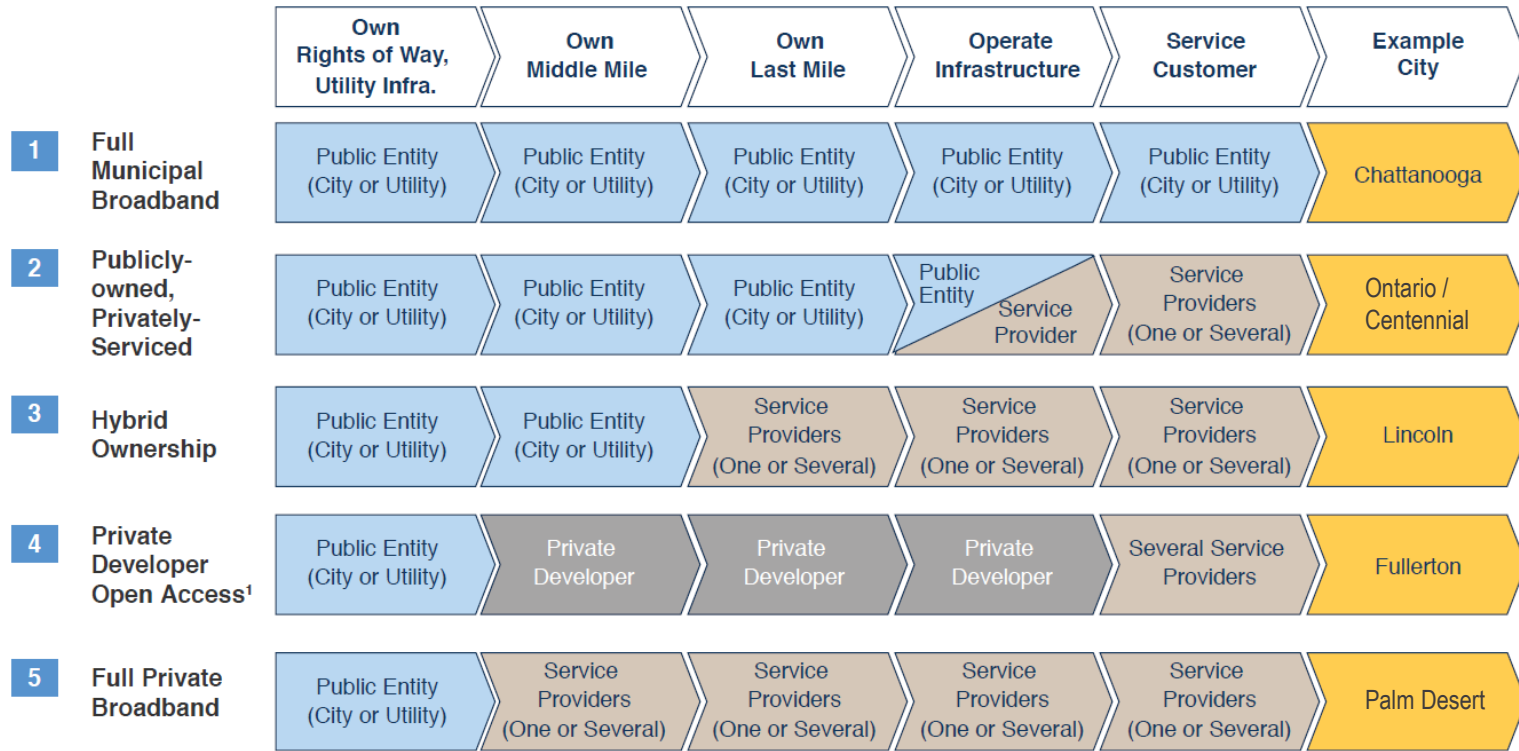 Own
Rights of Way,
Utility Infra.
Own
Middle Mile
Own
Last Mile
Operate
Infrastructure
Service
Customer
Example
City
1
Full
Municipal
Broadband
Public Entity
(City or Utility)
Public Entity
(City or Utility)
Public Entity
(City or Utility)
Public Entity
(City or Utility)
Public Entity
(City or Utility)
Chattanooga
2
Publicly-
owned,
Privately-
Serviced
Public Entity
(City or Utility)
Public Entity
(City or Utility)
Public Entity
(City or Utility)
Public
Entity
Service
Provider
Service
Providers
(One or Several)
Ontario /
Centennial
3
Hybrid
Ownership
Public Entity
(City or Utility)
Public Entity
(City or Utility)
Service
Providers
(One or Several)
Service
Providers
(One or Several)
Service
Providers
(One or Several)
Lincoln
4
Private
Developer
Open Access¹
Public Entity
(City or Utility)
Private
Developer
Private
Developer
Private
Developer
Several Service
Providers
Fullerton
5
Full Private
Broadband
Public Entity
(City or Utility)
Service
Providers
(One or Several)
Service
Providers
(One or Several)
Service
Providers
(One or Several)
Service
Providers
(One or Several)
Palm Desert